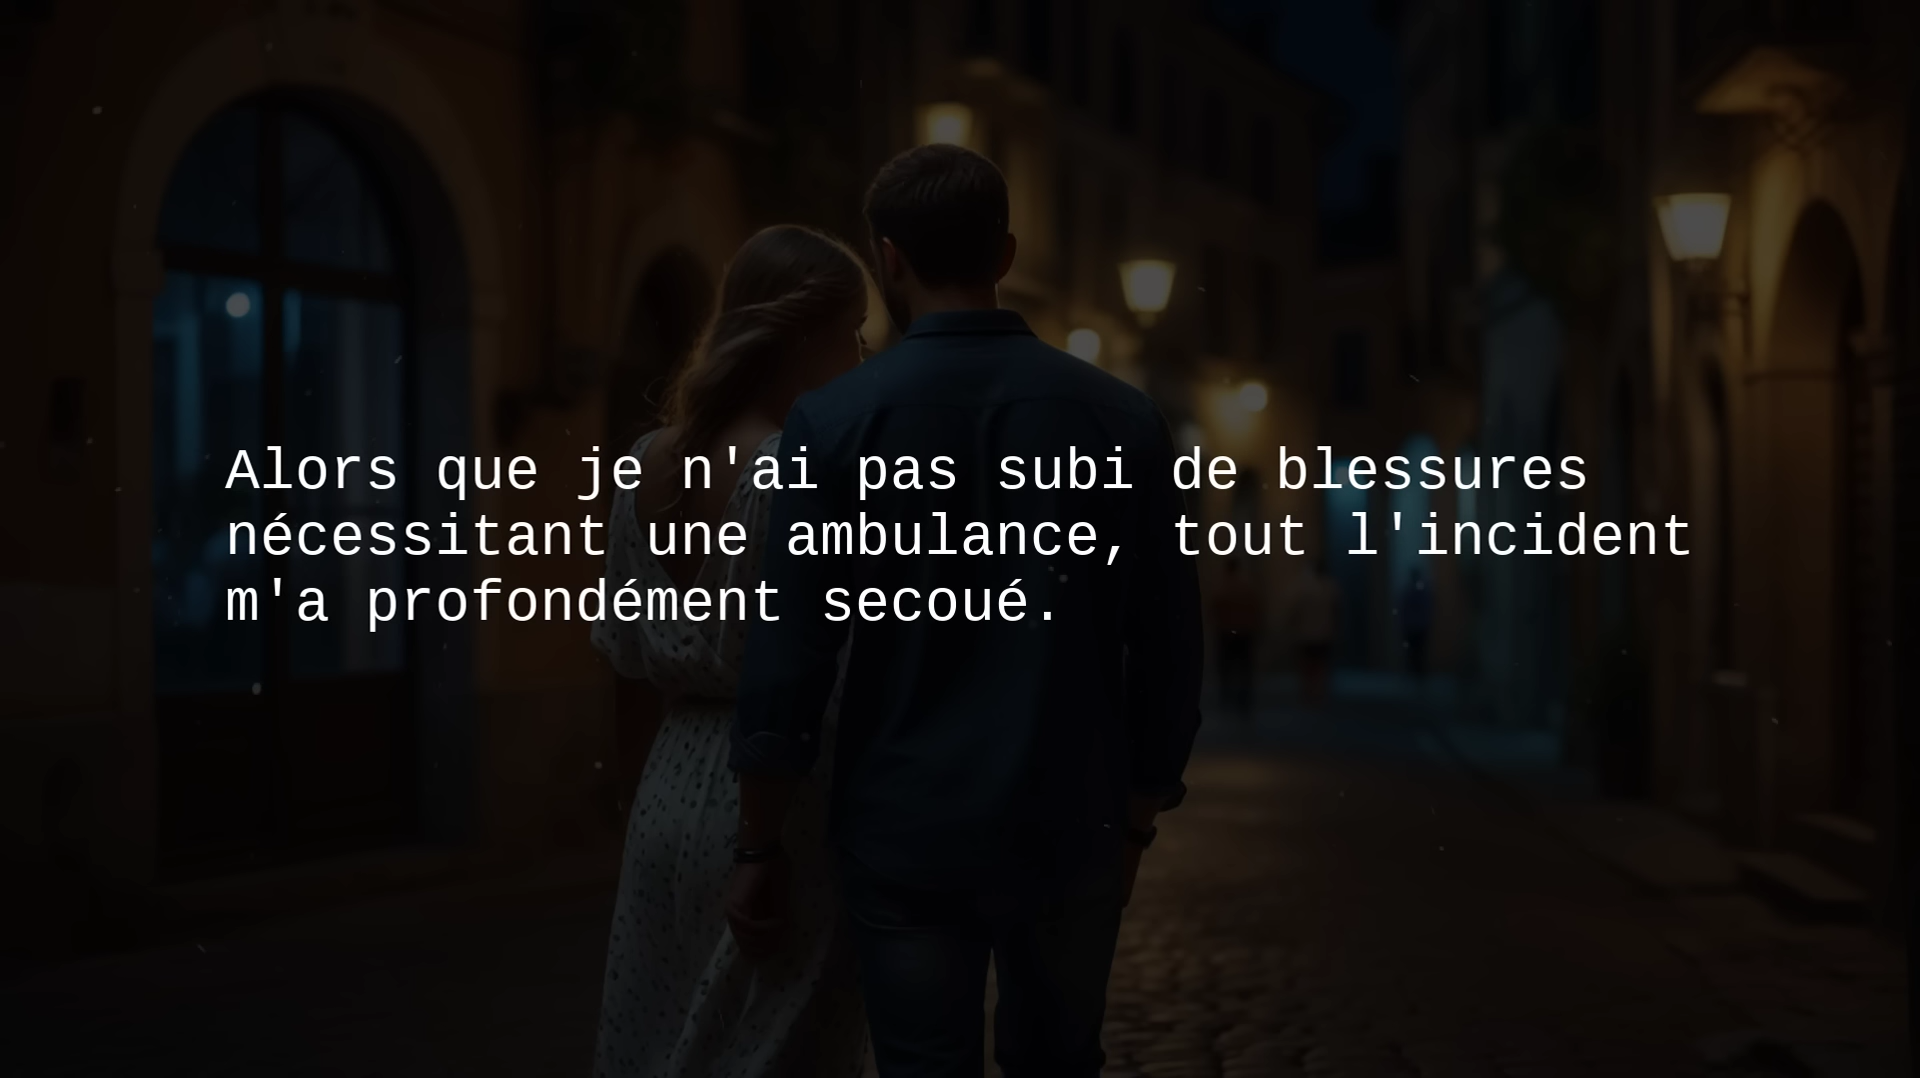 Alors que je n'ai pas subi de blessures
nécessitant une ambulance, tout l'incident
m'a profondément secoué.